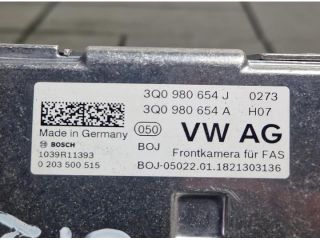 3Q0 980 654 J 0273
3Q0 980 654 A H07
Made in Germany 050 VW AG
BOSCH BOJ Frontkamera für FAS
1039R11393
0 203 500 515 BOJ-05022.01.1821303136